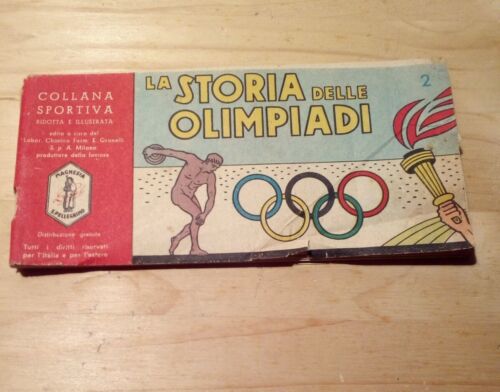 COLLANA
SPORTIVA
RIDOTTA E ILLUSTRATA
edita a cura del
Labor. Chimico Farm. E. Granelli
S. p. A. Milano
produttore della famosa
MAGNESIA
S. PELLEGRINO
Distribuzione gratuita
Tutti i diritti riservati
per l'Italia e per l'estero
LA STORIA DELLE
OLIMPIADI
2